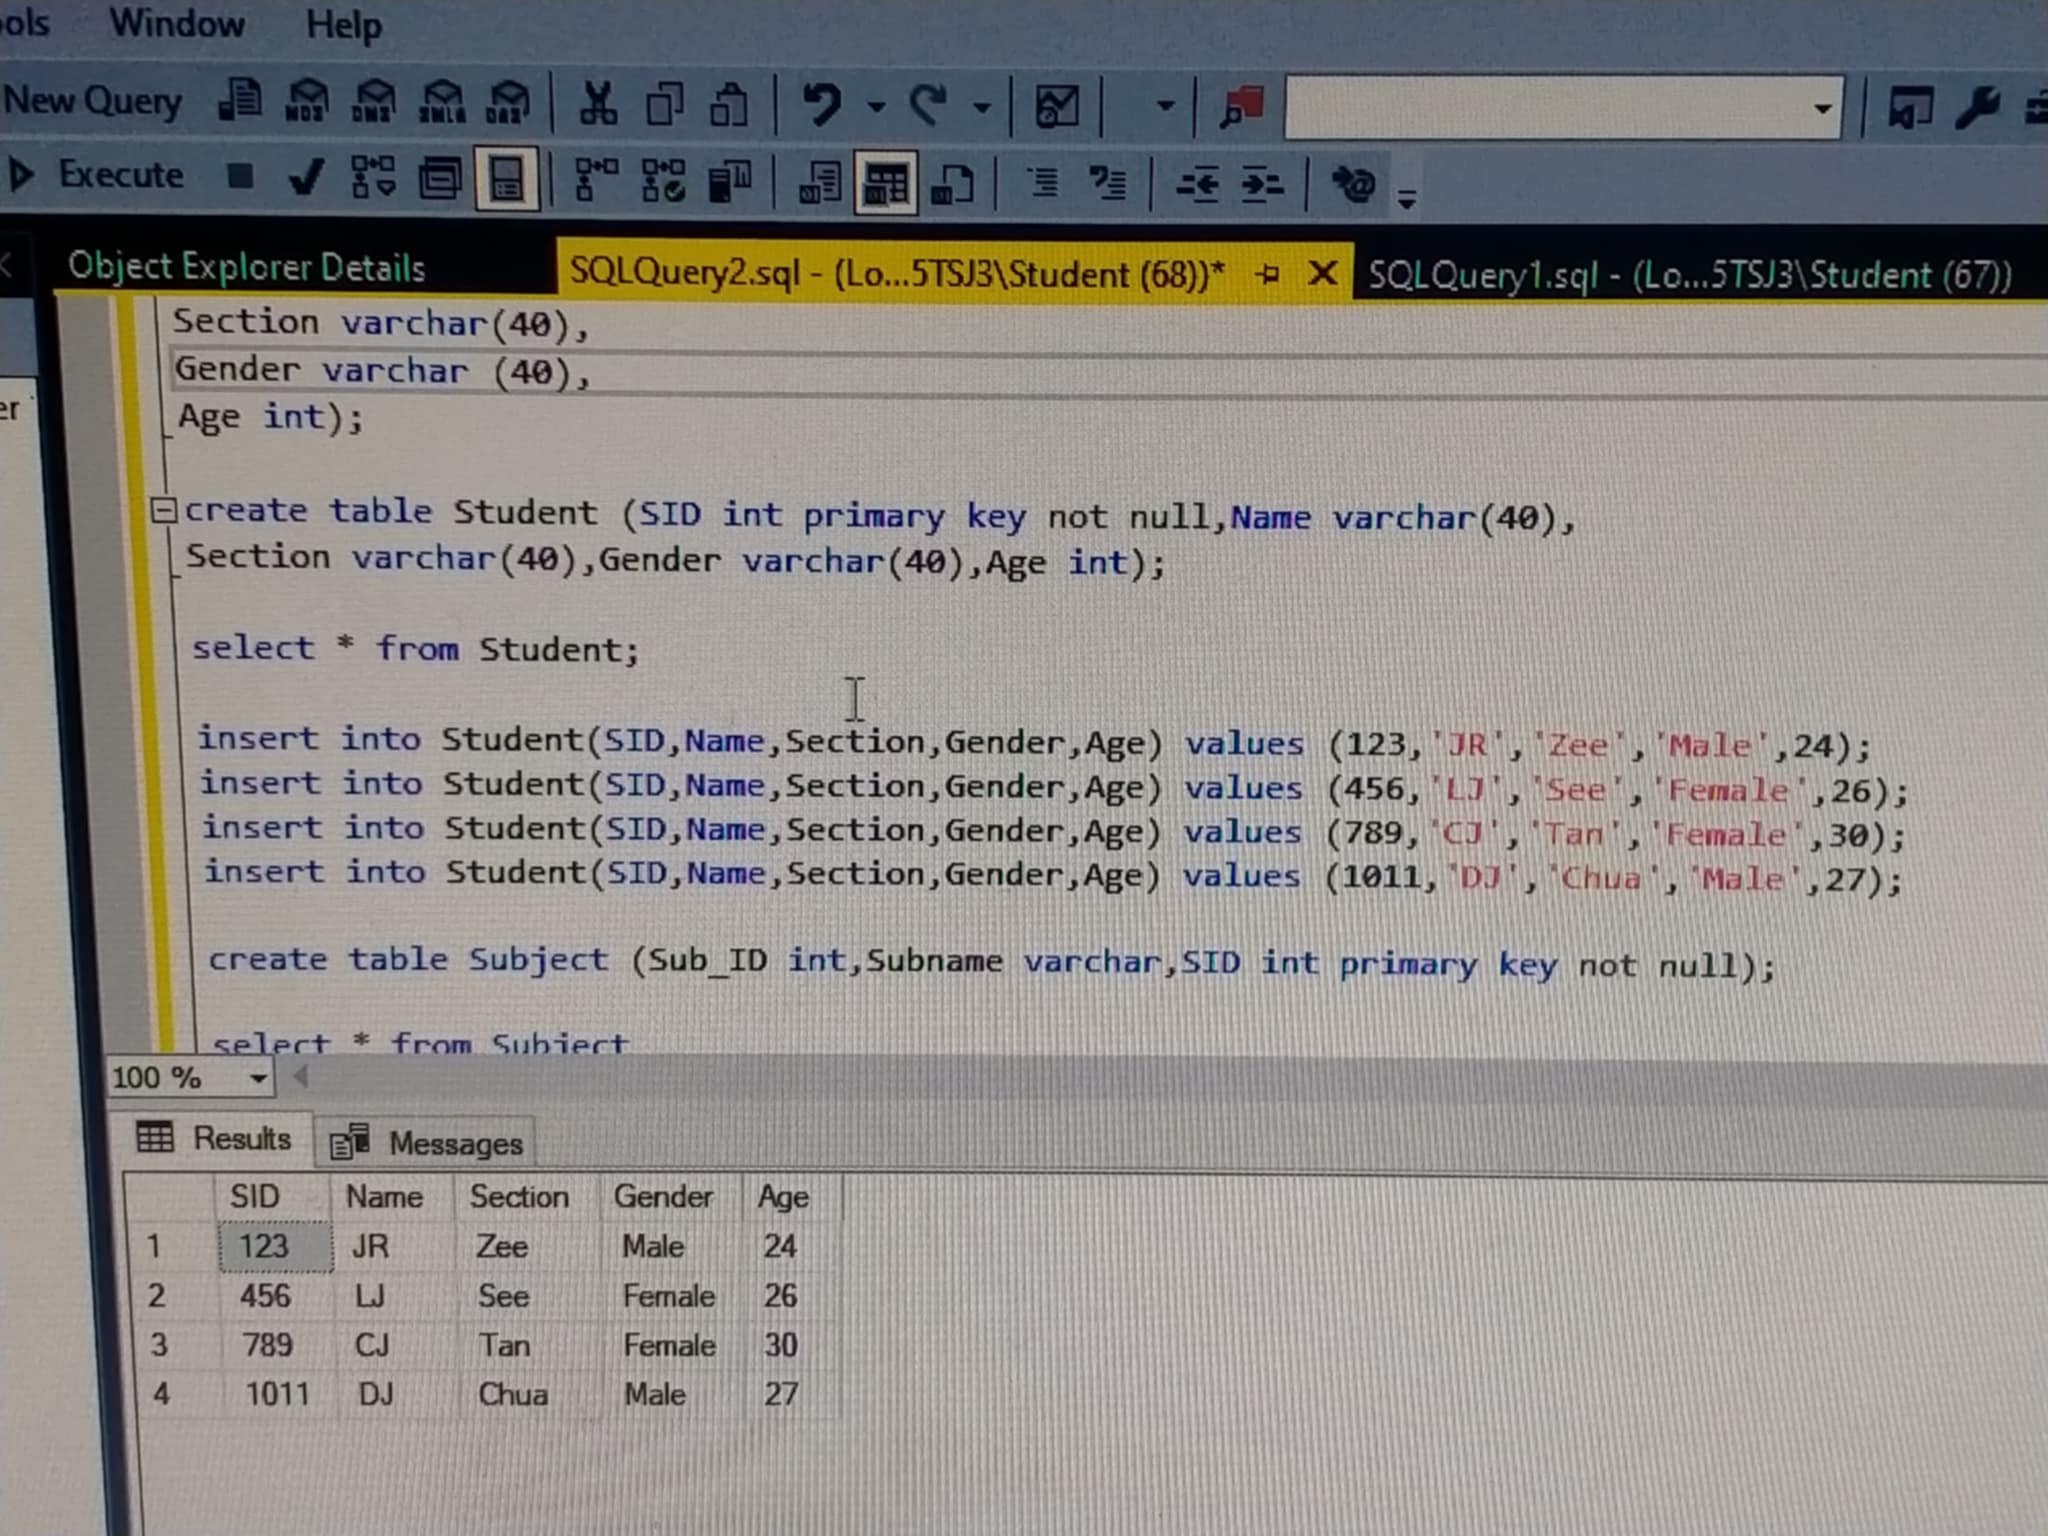 Window Help
New Query MDX DMX XMLA DAX
Execute
Object Explorer Details SQLQuery2.sql - (Lo...5TSJ3\Student (68))* SQLQuery1.sql - (Lo...5TSJ3\Student (67))
Section varchar(40),
Gender varchar (40),
Age int);
create table Student (SID int primary key not null,Name varchar(40),
Section varchar(40),Gender varchar(40),Age int);
select * from Student;
insert into Student(SID,Name,Section,Gender,Age) values (123,'JR','Zee','Male',24);
insert into Student(SID,Name,Section,Gender,Age) values (456,'LJ','See','Female',26);
insert into Student(SID,Name,Section,Gender,Age) values (789,'CJ','Tan','Female',30);
insert into Student(SID,Name,Section,Gender,Age) values (1011,'DJ','Chua','Male',27);
create table Subject (Sub_ID int,Subname varchar,SID int primary key not null);
select * from Subject
100 %
Results Messages
SID Name Section Gender Age
1 123 JR Zee Male 24
2 456 LJ See Female 26
3 789 CJ Tan Female 30
4 1011 DJ Chua Male 27